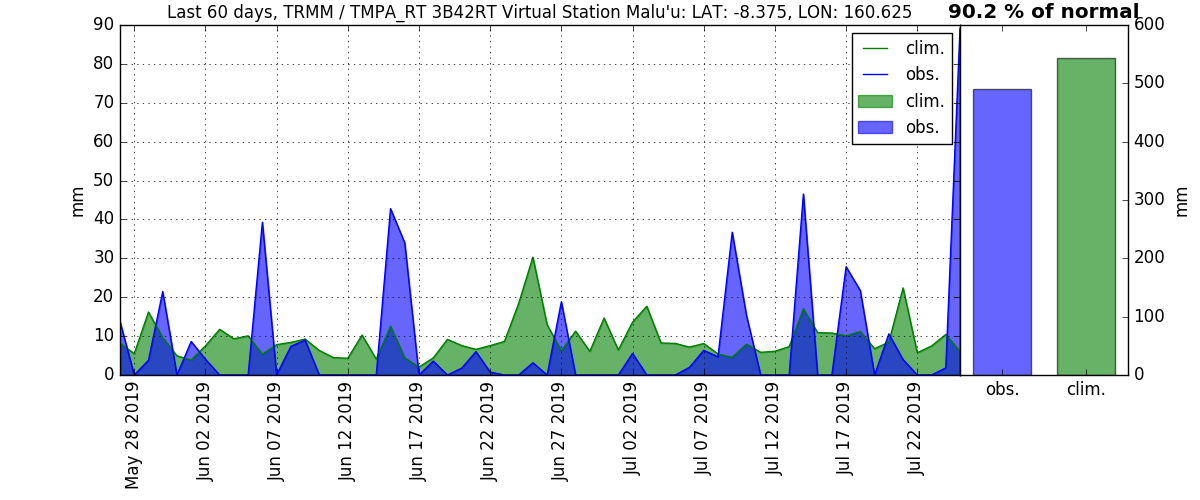 Last 60 days, TRMM / TMPA_RT 3B42RT Virtual Station Malu'u: LAT: -8.375, LON: 160.625
90.2 % of normal
90
80
70
60
50
40
30
20
10
0
mm
clim.
obs.
clim.
obs.
May 28 2019
Jun 02 2019
Jun 07 2019
Jun 12 2019
Jun 17 2019
Jun 22 2019
Jun 27 2019
Jul 02 2019
Jul 07 2019
Jul 12 2019
Jul 17 2019
Jul 22 2019
obs.
clim.
600
500
400
300
200
100
0
mm